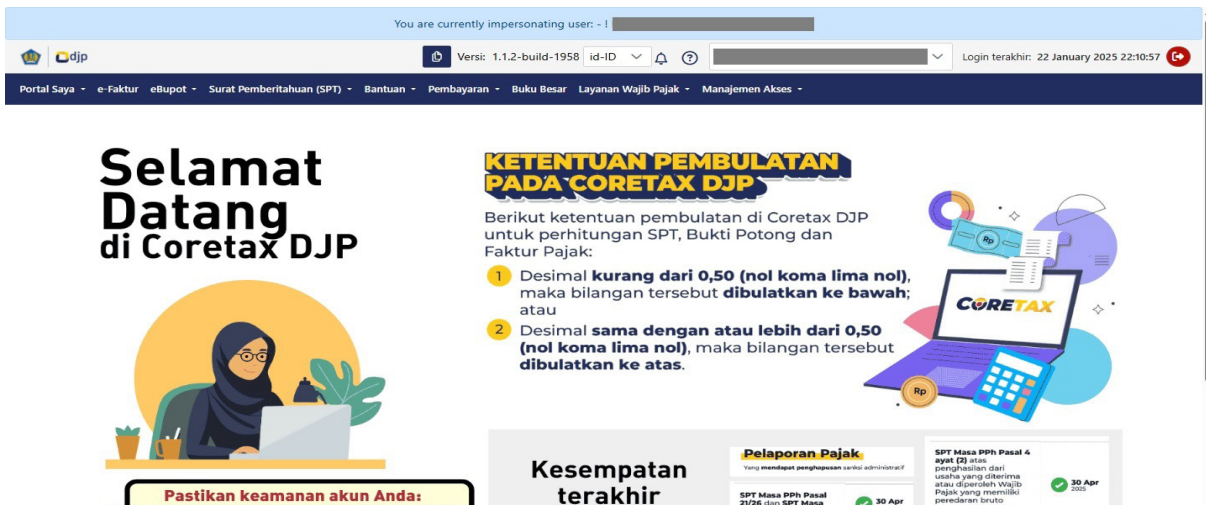 You are currently impersonating user: - !
djp
Versi: 1.1.2-build-1958 id-ID
Login terakhir: 22 January 2025 22:10:57
Portal Saya e-Faktur eBupot Surat Pemberitahuan (SPT) Bantuan Pembayaran Buku Besar Layanan Wajib Pajak Manajemen Akses
Selamat
Datang
di Coretax DJP
KETENTUAN PEMBULATAN
PADA CORETAX DJP
Berikut ketentuan pembulatan di Coretax DJP
untuk perhitungan SPT, Bukti Potong dan
Faktur Pajak:
1 Desimal kurang dari 0,50 (nol koma lima nol),
maka bilangan tersebut dibulatkan ke bawah;
atau
2 Desimal sama dengan atau lebih dari 0,50
(nol koma lima nol), maka bilangan tersebut
dibulatkan ke atas.
Rp
CORETAX
Rp
Pastikan keamanan akun Anda:
Kesempatan
terakhir
Pelaporan Pajak
Yang mendapat penghapusan sanksi administratif
SPT Masa PPh Pasal
21/26 dan SPT Masa
30 Apr
SPT Masa PPh Pasal 4
ayat (2) atas
penghasilan dari
usaha yang diterima
atau diperoleh Wajib
Pajak yang memiliki
peredaran bruto
30 Apr
2025